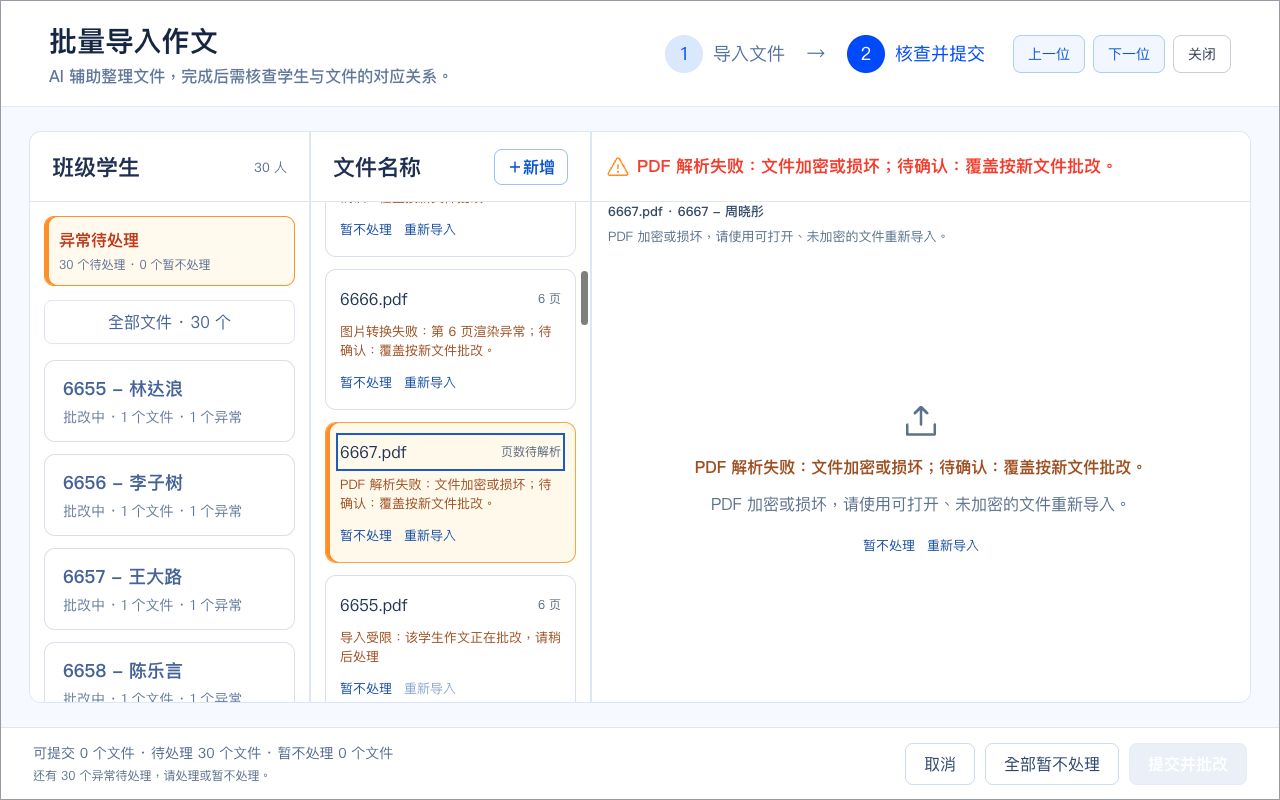 批量导入作文
AI 辅助整理文件，完成后需核查学生与文件的对应关系。
1 导入文件 → 2 核查并提交
上一位 下一位 关闭
班级学生 30 人
异常待处理
30 个待处理 · 0 个暂不处理
全部文件 · 30 个
6655 – 林达浪
批改中 · 1 个文件 · 1 个异常
6656 – 李子树
批改中 · 1 个文件 · 1 个异常
6657 – 王大路
批改中 · 1 个文件 · 1 个异常
6658 – 陈乐言
批改中 · 1 个文件 · 1 个异常
文件名称 +新增
暂不处理 重新导入
6666.pdf 6 页
图片转换失败：第 6 页渲染异常；待
确认：覆盖按新文件批改。
暂不处理 重新导入
6667.pdf 页数待解析
PDF 解析失败：文件加密或损坏；待
确认：覆盖按新文件批改。
暂不处理 重新导入
6655.pdf 6 页
导入受限：该学生作文正在批改，请稍
后处理
暂不处理 重新导入
PDF 解析失败：文件加密或损坏；待确认：覆盖按新文件批改。
6667.pdf · 6667 – 周晓彤
PDF 加密或损坏，请使用可打开、未加密的文件重新导入。
PDF 解析失败：文件加密或损坏；待确认：覆盖按新文件批改。
PDF 加密或损坏，请使用可打开、未加密的文件重新导入。
暂不处理 重新导入
可提交 0 个文件 · 待处理 30 个文件 · 暂不处理 0 个文件
还有 30 个异常待处理，请处理或暂不处理。
取消 全部暂不处理 提交并批改